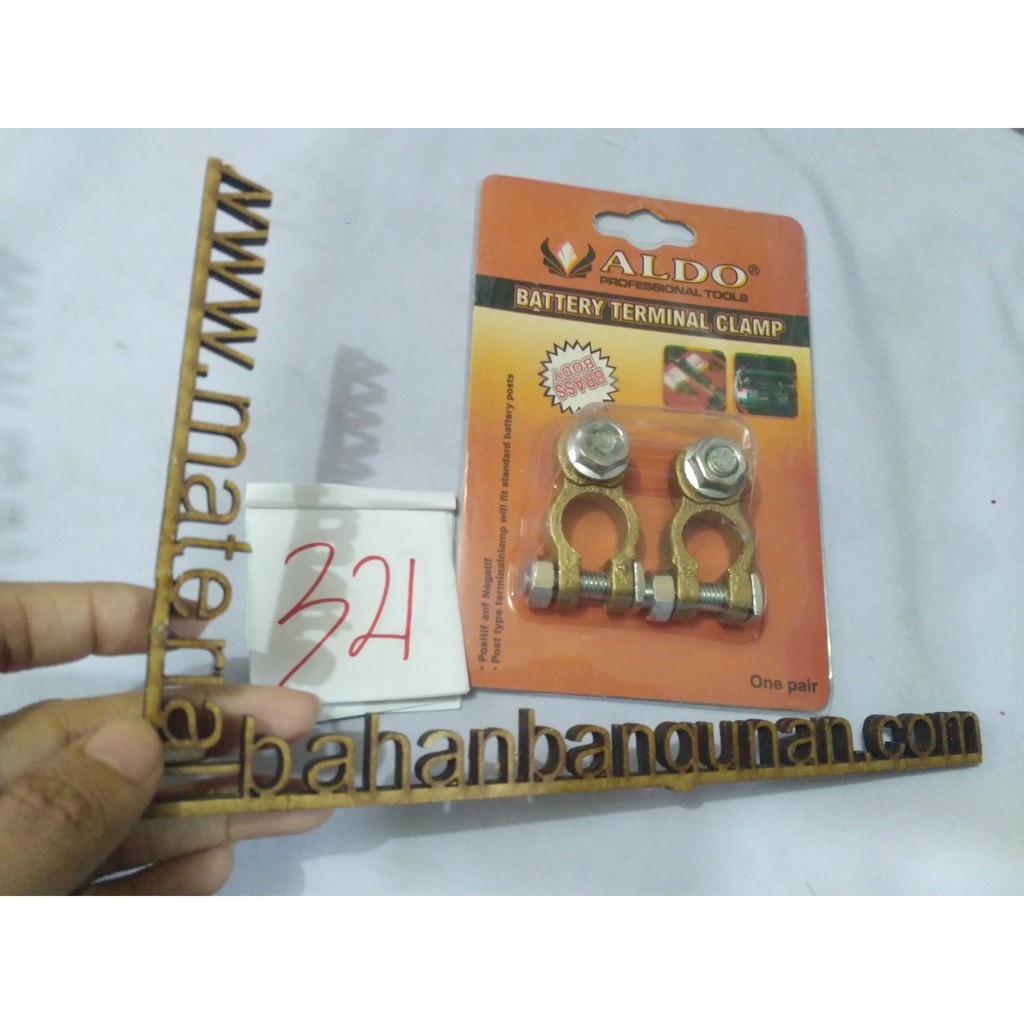 www.material
bahanbangunan.com
321
ALDO®
PROFESSIONAL TOOLS
BATTERY TERMINAL CLAMP
BRASS
BODY
• Positif anf Negatif
• Post type terminalclamp will fit standard battery posts
One pair